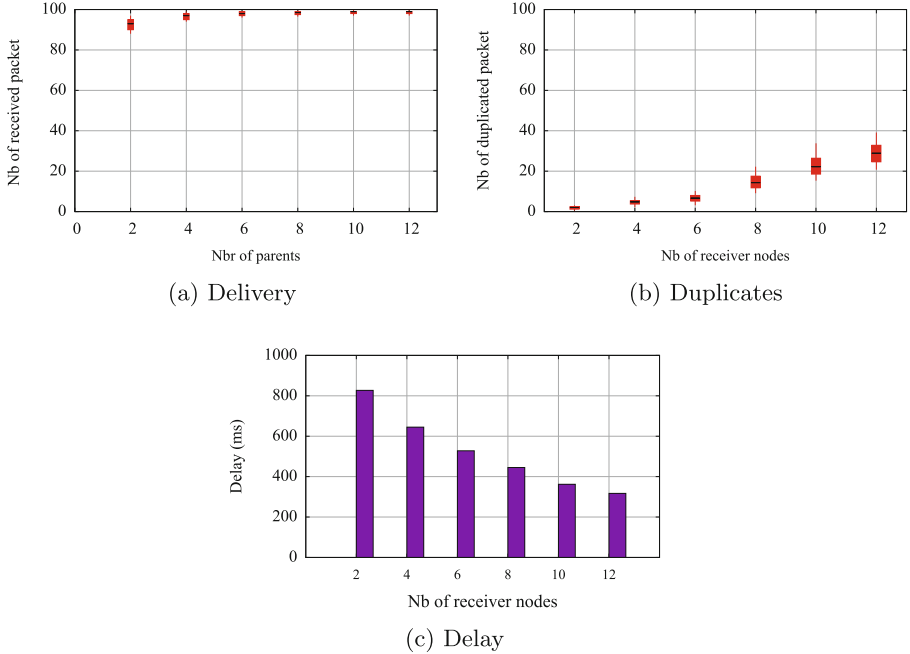 100
80
60
40
20
0
Nb of received packet
0 2 4 6 8 10 12
Nbr of parents
(a) Delivery
100
80
60
40
20
0
Nb of duplicated packet
2 4 6 8 10 12
Nb of receiver nodes
(b) Duplicates
1000
800
600
400
200
0
Delay (ms)
2 4 6 8 10 12
Nb of receiver nodes
(c) Delay